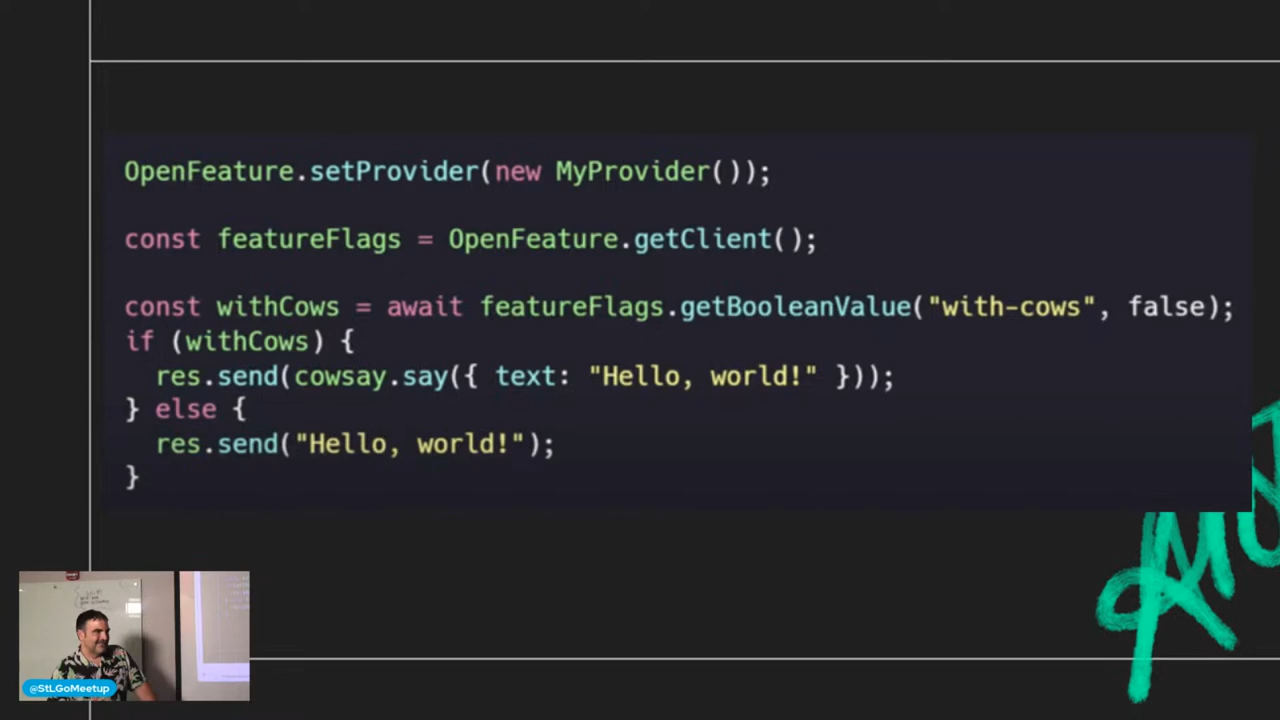 OpenFeature.setProvider(new MyProvider());
const featureFlags = OpenFeature.getClient();
const withCows = await featureFlags.getBooleanValue("with-cows", false);
if (withCows) {
res.send(cowsay.say({ text: "Hello, world!" }));
} else {
res.send("Hello, world!");
}
@StLGoMeetup